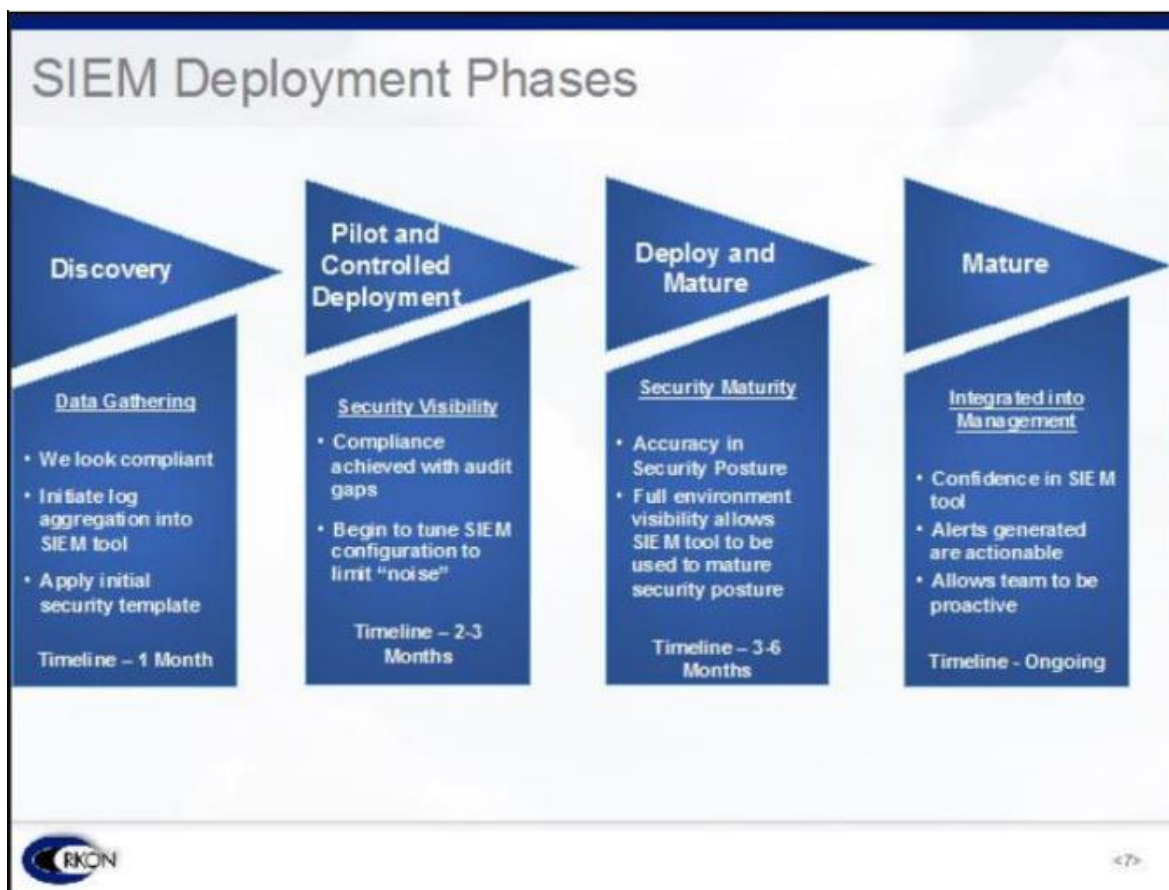 SIEM Deployment Phases
Discovery
Data Gathering
• We look compliant
• Initiate log
aggregation into
SIEM tool
• Apply initial
security template
Timeline – 1 Month
Pilot and
Controlled
Deployment
Security Visibility
• Compliance
achieved with audit
gaps
• Begin to tune SIEM
configuration to
limit “noise”
Timeline – 2-3
Months
Deploy and
Mature
Security Maturity
• Accuracy in
Security Posture
• Full environment
visibility allows
SIEM tool to be
used to mature
security posture
Timeline – 3-6
Months
Mature
Integrated into
Management
• Confidence in SIEM
tool
• Alerts generated
are actionable
• Allows team to be
proactive
Timeline - Ongoing
RKON
<7>